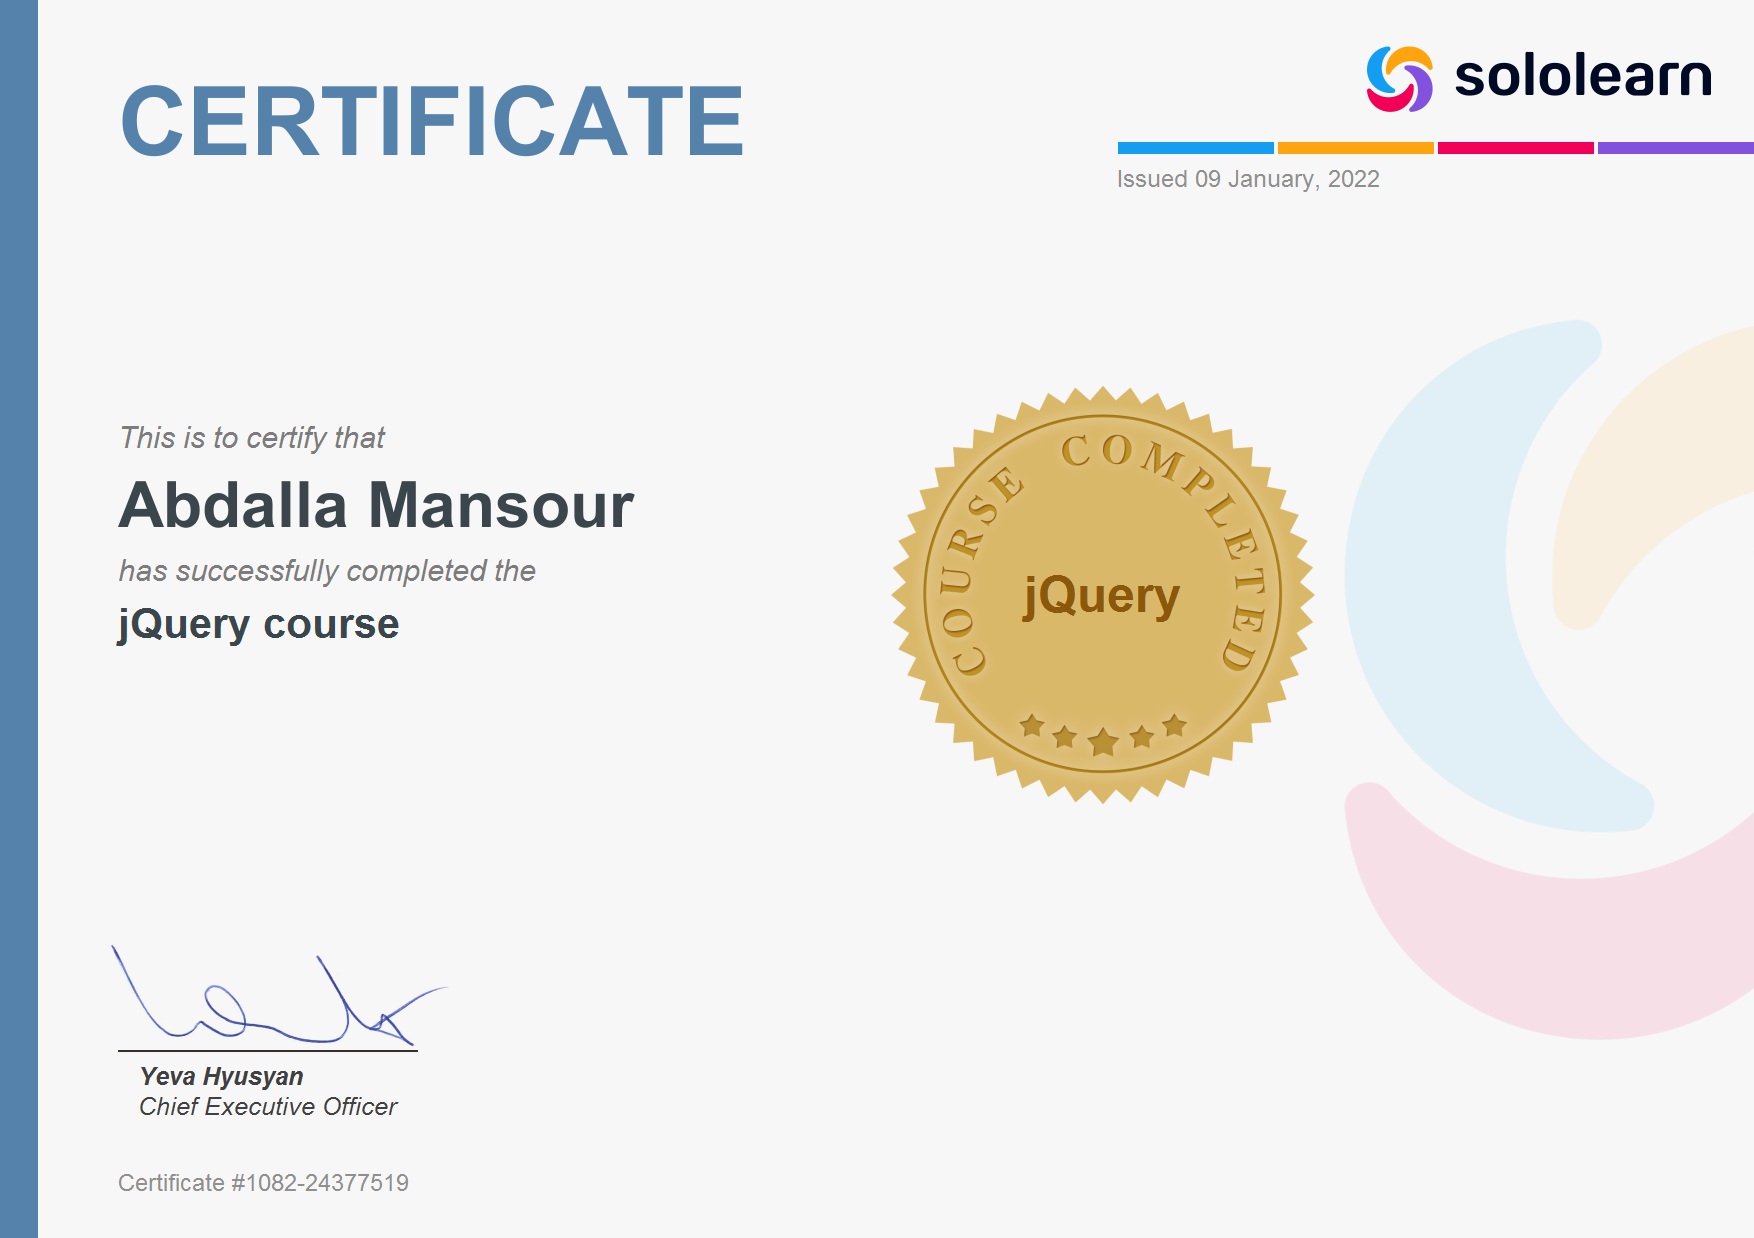 CERTIFICATE
sololearn
Issued 09 January, 2022
This is to certify that
Abdalla Mansour
has successfully completed the
jQuery course
COURSE COMPLETED
jQuery
Yeva Hyusyan
Chief Executive Officer
Certificate #1082-24377519